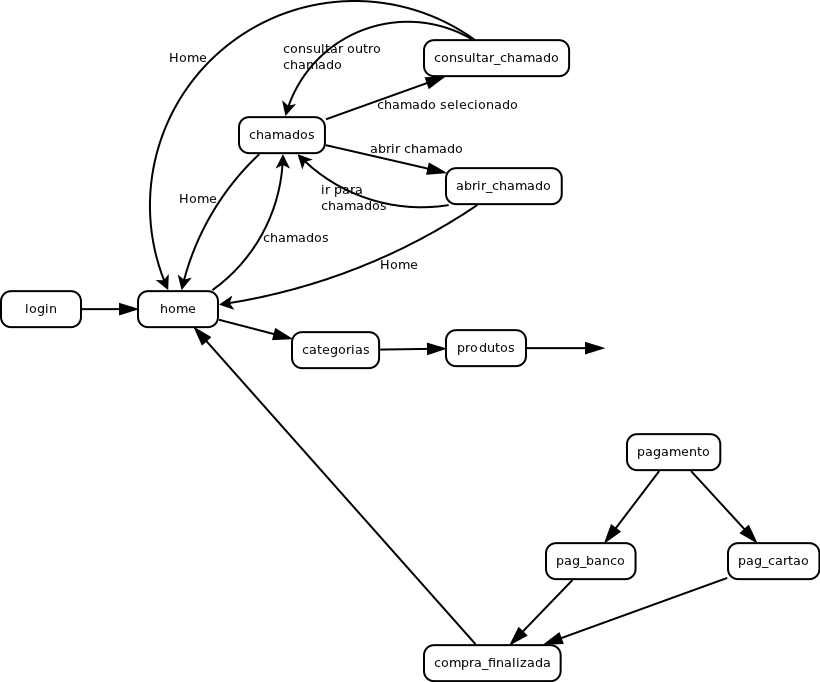 consultar outro
chamado
Home
consultar_chamado
chamado selecionado
chamados
abrir chamado
abrir_chamado
ir para
chamados
Home
chamados
Home
login
home
categorias
produtos
pagamento
pag_banco
pag_cartao
compra_finalizada